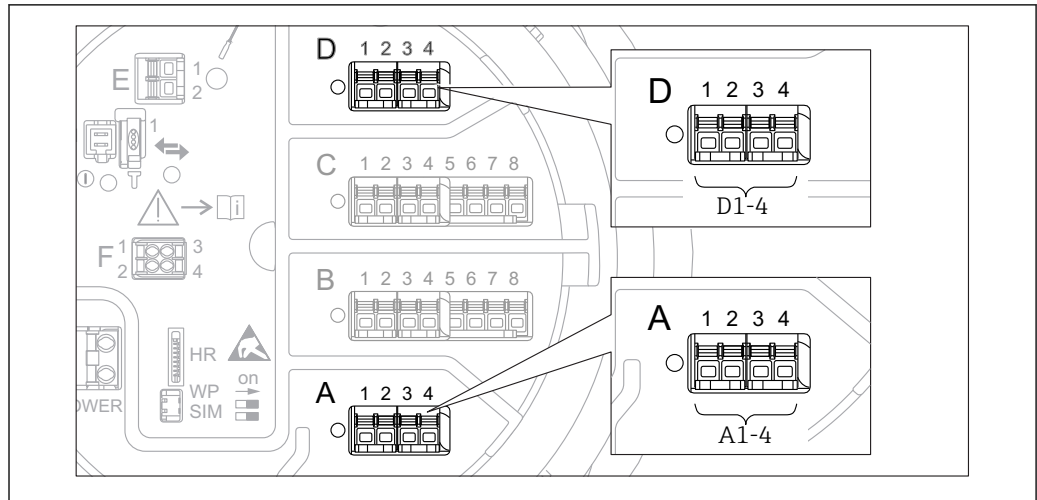 D 1 2 3 4
D 1 2 3 4
D1-4
E 1
2
1
C 1 2 3 4 5 6 7 8
i
F 1 3
2 4
B 1 2 3 4 5 6 7 8
A 1 2 3 4
A1-4
HR
WP on
SIM
OWER
A 1 2 3 4